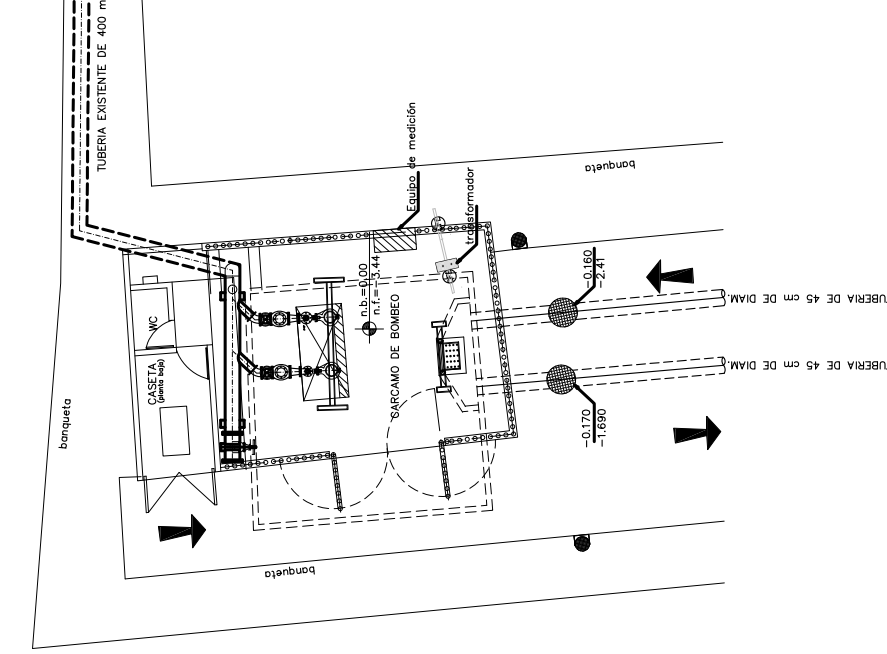 TUBERIA EXISTENTE DE 400 m
banqueta
Equipo de medición
transformador
n.b.=0.00
n.f.=-3.44
-0.160
-2.41
UBERIA DE 45 cm DE DIAM.
WC
CASETA
(planta baja)
CARCAMO DE BOMBEO
UBERIA DE 45 cm DE DIAM.
banqueta
-0.170
-1.690
banqueta